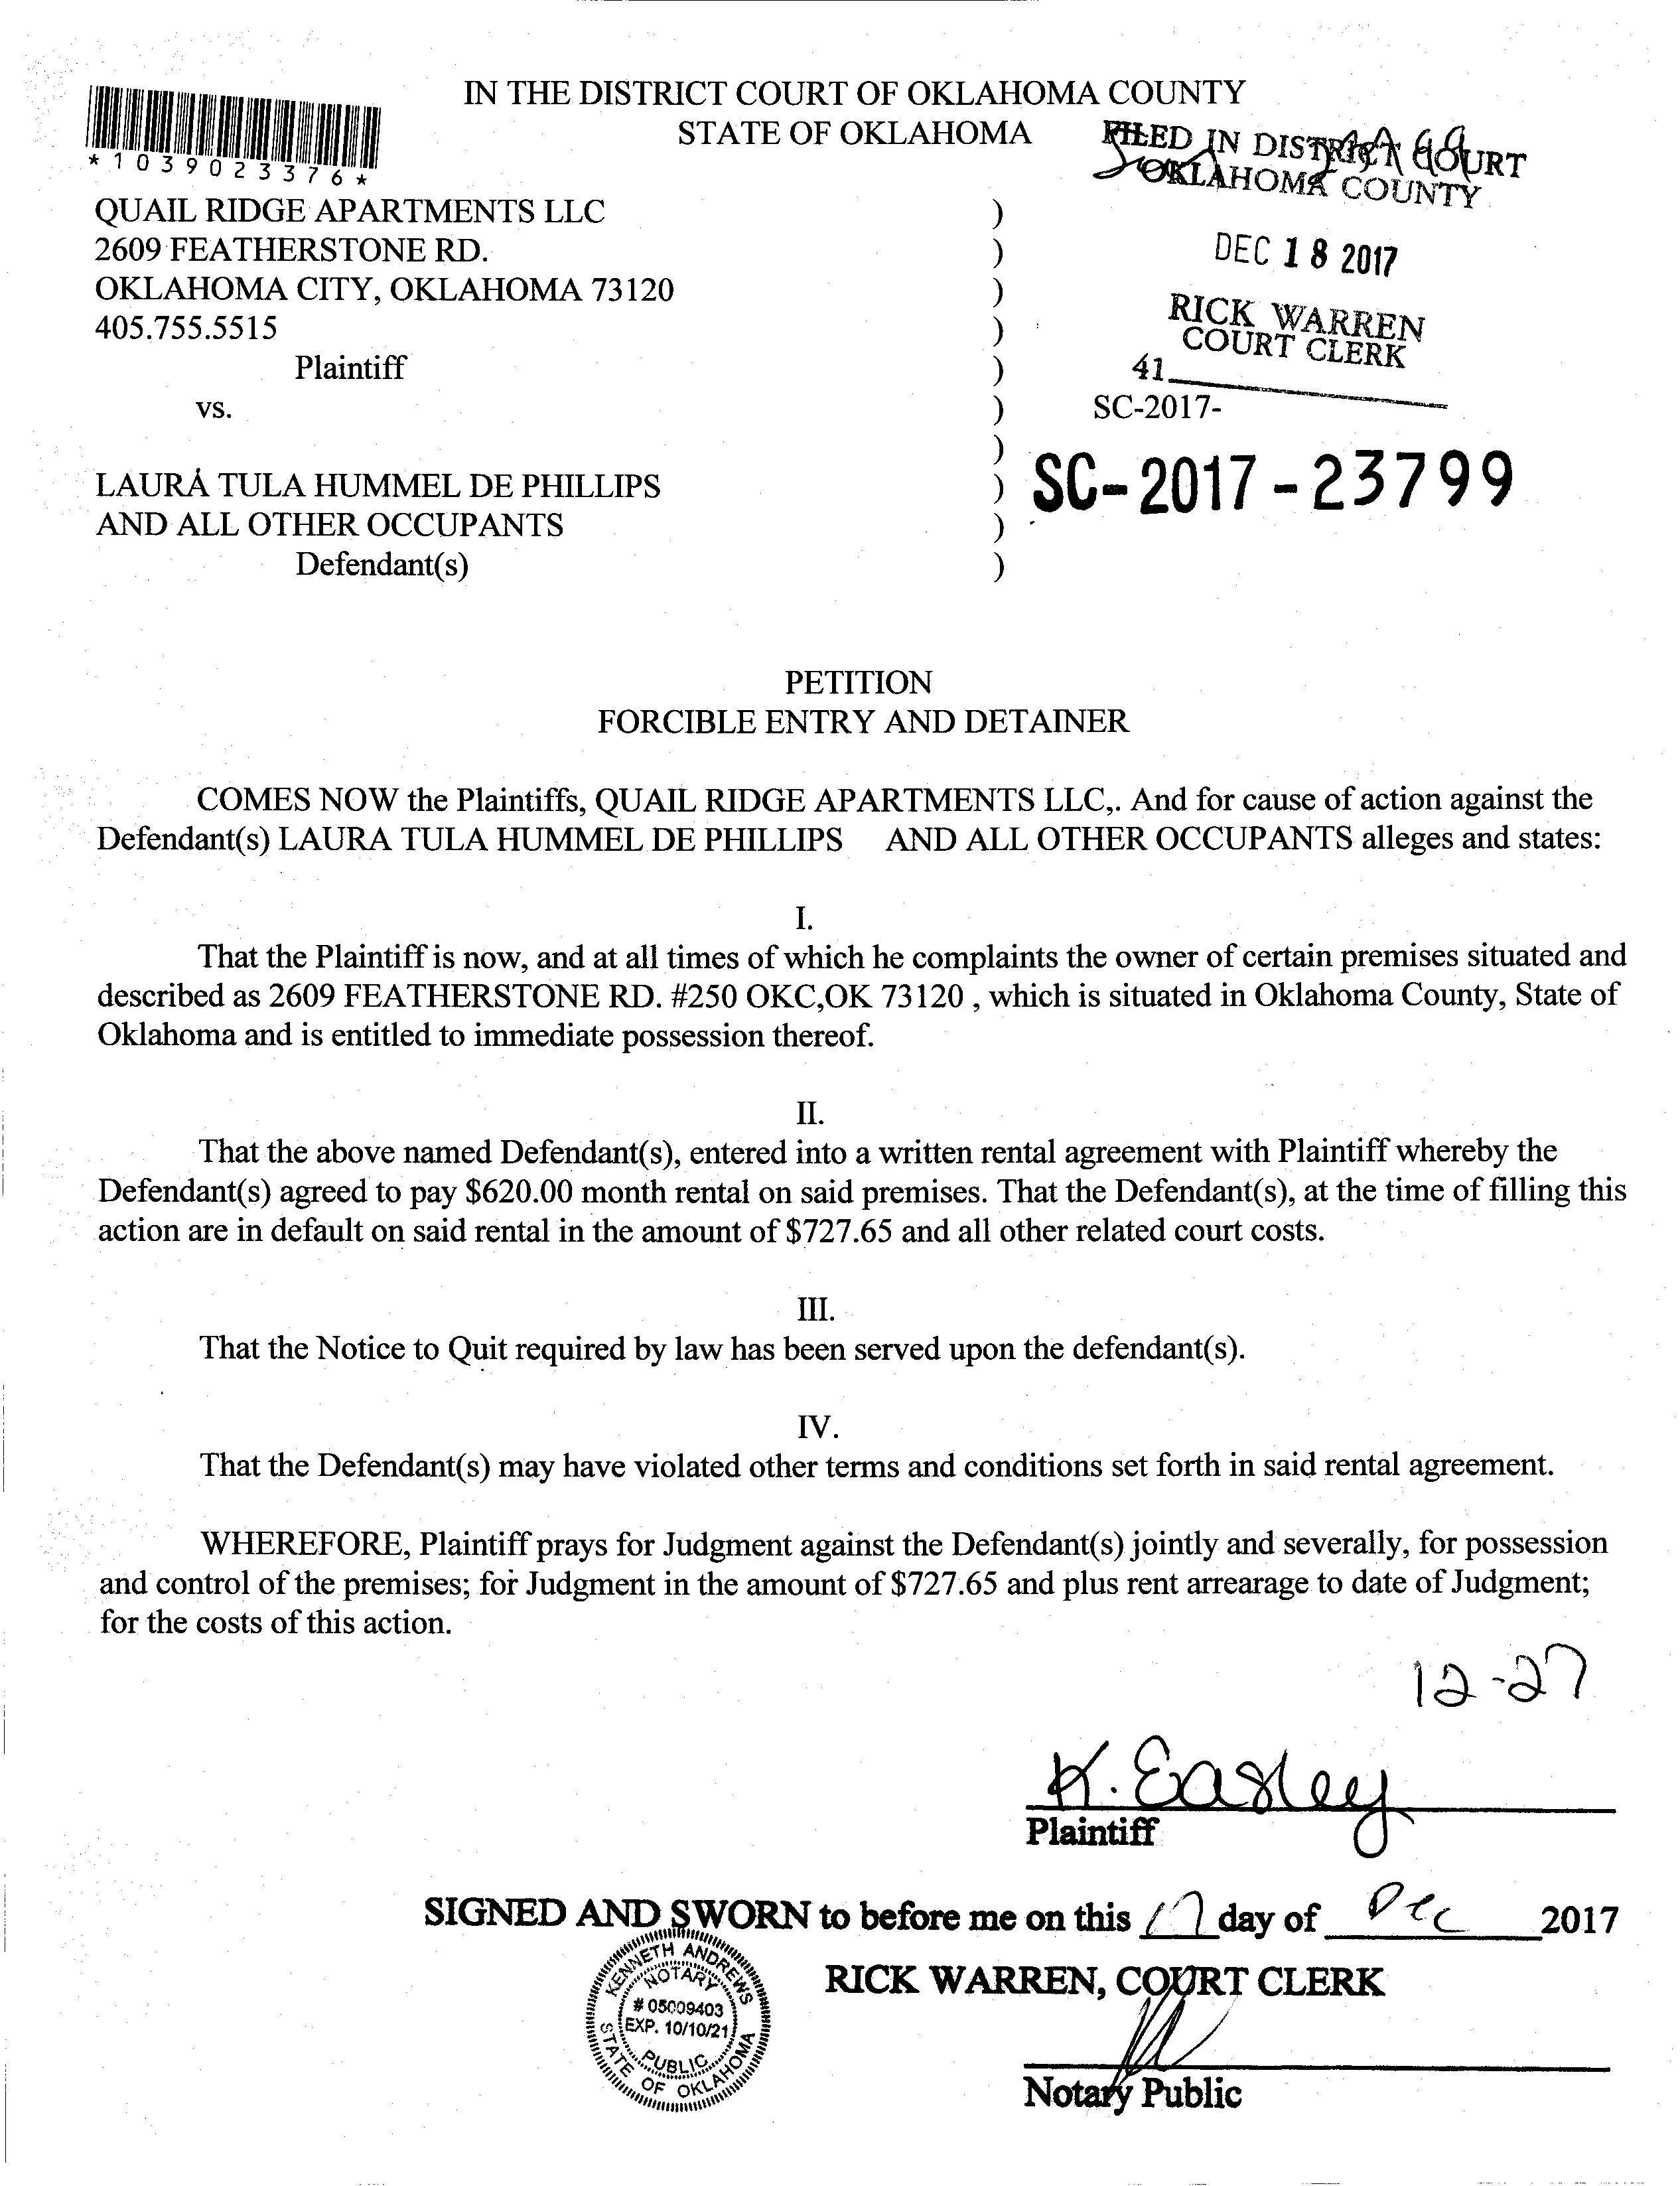 IN THE DISTRICT COURT OF OKLAHOMA COUNTY
STATE OF OKLAHOMA
*1039023376*
FILED IN DISTRICT COURT
OKLAHOMA COUNTY
DEC 18 2017
RICK WARREN
COURT CLERK
41
QUAIL RIDGE APARTMENTS LLC )
2609 FEATHERSTONE RD. )
OKLAHOMA CITY, OKLAHOMA 73120 )
405.755.5515 )
Plaintiff )
vs. ) SC-2017-
)
LAURA TULA HUMMEL DE PHILLIPS ) SC-2017-23799
AND ALL OTHER OCCUPANTS )
Defendant(s) )
PETITION
FORCIBLE ENTRY AND DETAINER
COMES NOW the Plaintiffs, QUAIL RIDGE APARTMENTS LLC,. And for cause of action against the
Defendant(s) LAURA TULA HUMMEL DE PHILLIPS AND ALL OTHER OCCUPANTS alleges and states:
I.
That the Plaintiff is now, and at all times of which he complaints the owner of certain premises situated and
described as 2609 FEATHERSTONE RD. #250 OKC,OK 73120 , which is situated in Oklahoma County, State of
Oklahoma and is entitled to immediate possession thereof.
II.
That the above named Defendant(s), entered into a written rental agreement with Plaintiff whereby the
Defendant(s) agreed to pay $620.00 month rental on said premises. That the Defendant(s), at the time of filling this
action are in default on said rental in the amount of $727.65 and all other related court costs.
III.
That the Notice to Quit required by law has been served upon the defendant(s).
IV.
That the Defendant(s) may have violated other terms and conditions set forth in said rental agreement.
WHEREFORE, Plaintiff prays for Judgment against the Defendant(s) jointly and severally, for possession
and control of the premises; for Judgment in the amount of $727.65 and plus rent arrearage to date of Judgment;
for the costs of this action.
12-27
K. Easley
Plaintiff
SIGNED AND SWORN to before me on this 17 day of Dec 2017
KENNETH ANDREWS
NOTARY
# 05009403
EXP. 10/10/21
PUBLIC
STATE OF OKLAHOMA
RICK WARREN, COURT CLERK
Notary Public